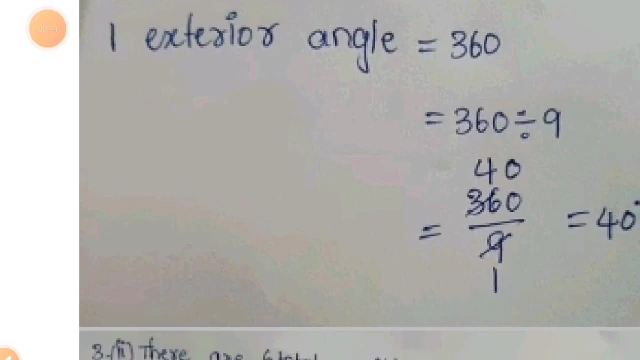 1 exterior angle = 360
= 360 ÷ 9
40
= 360/9 = 40°
1
3.(ii) There are